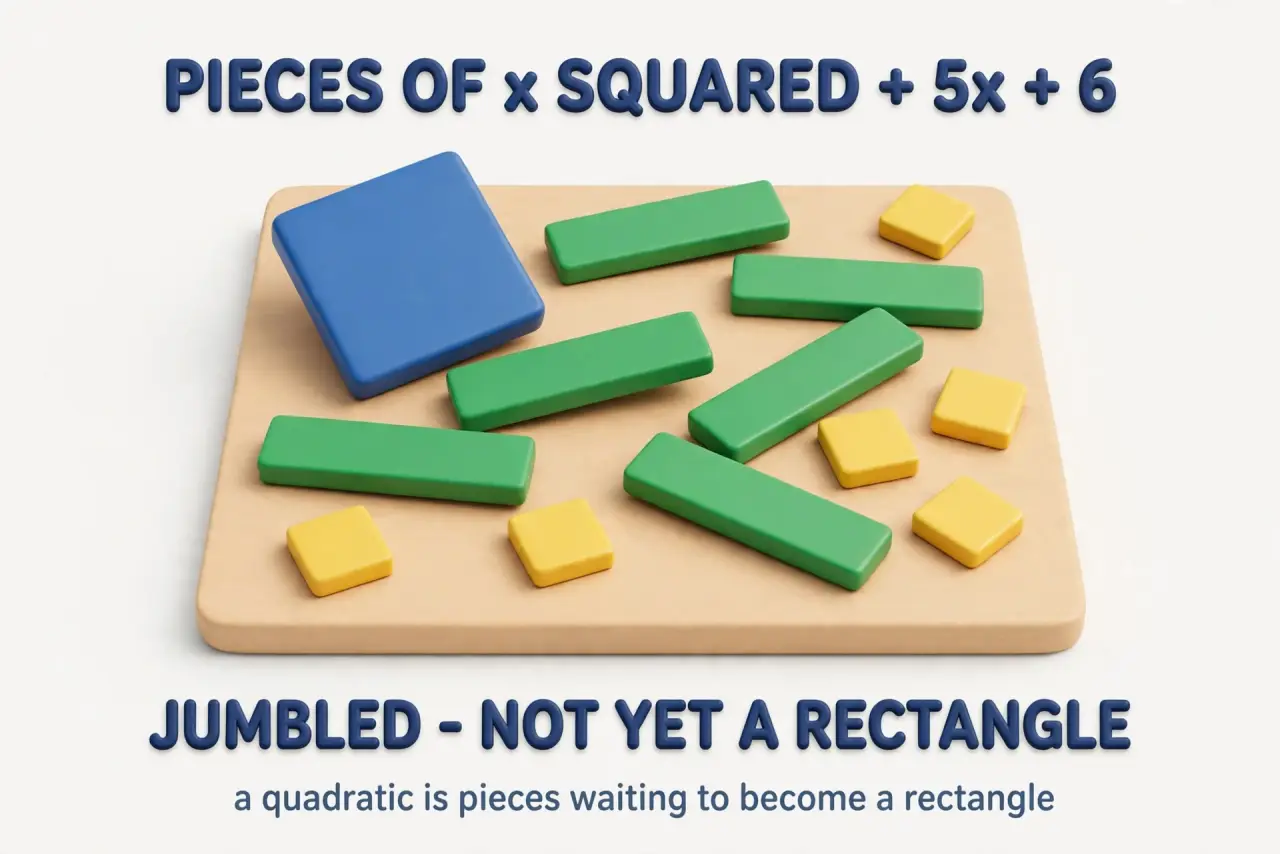 PIECES OF x SQUARED + 5x + 6
JUMBLED - NOT YET A RECTANGLE
a quadratic is pieces waiting to become a rectangle